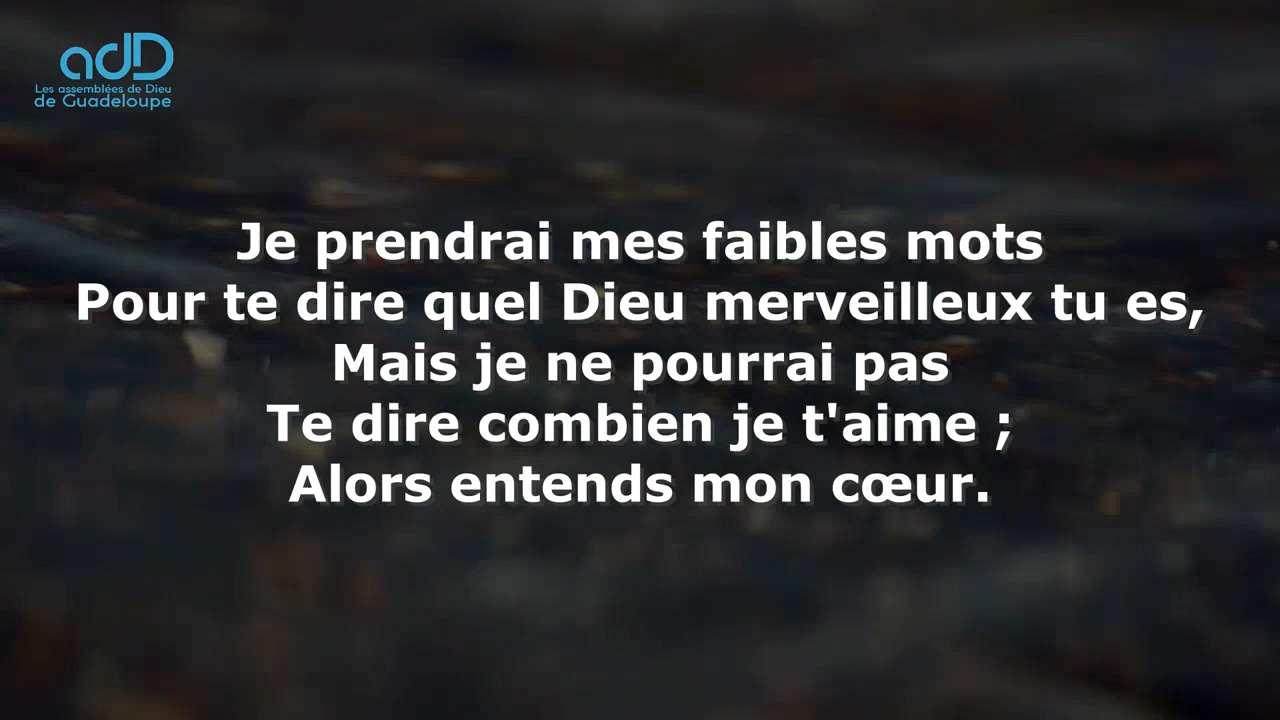 adD
Les assemblées de Dieu
de Guadeloupe
Je prendrai mes faibles mots
Pour te dire quel Dieu merveilleux tu es,
Mais je ne pourrai pas
Te dire combien je t'aime ;
Alors entends mon cœur.